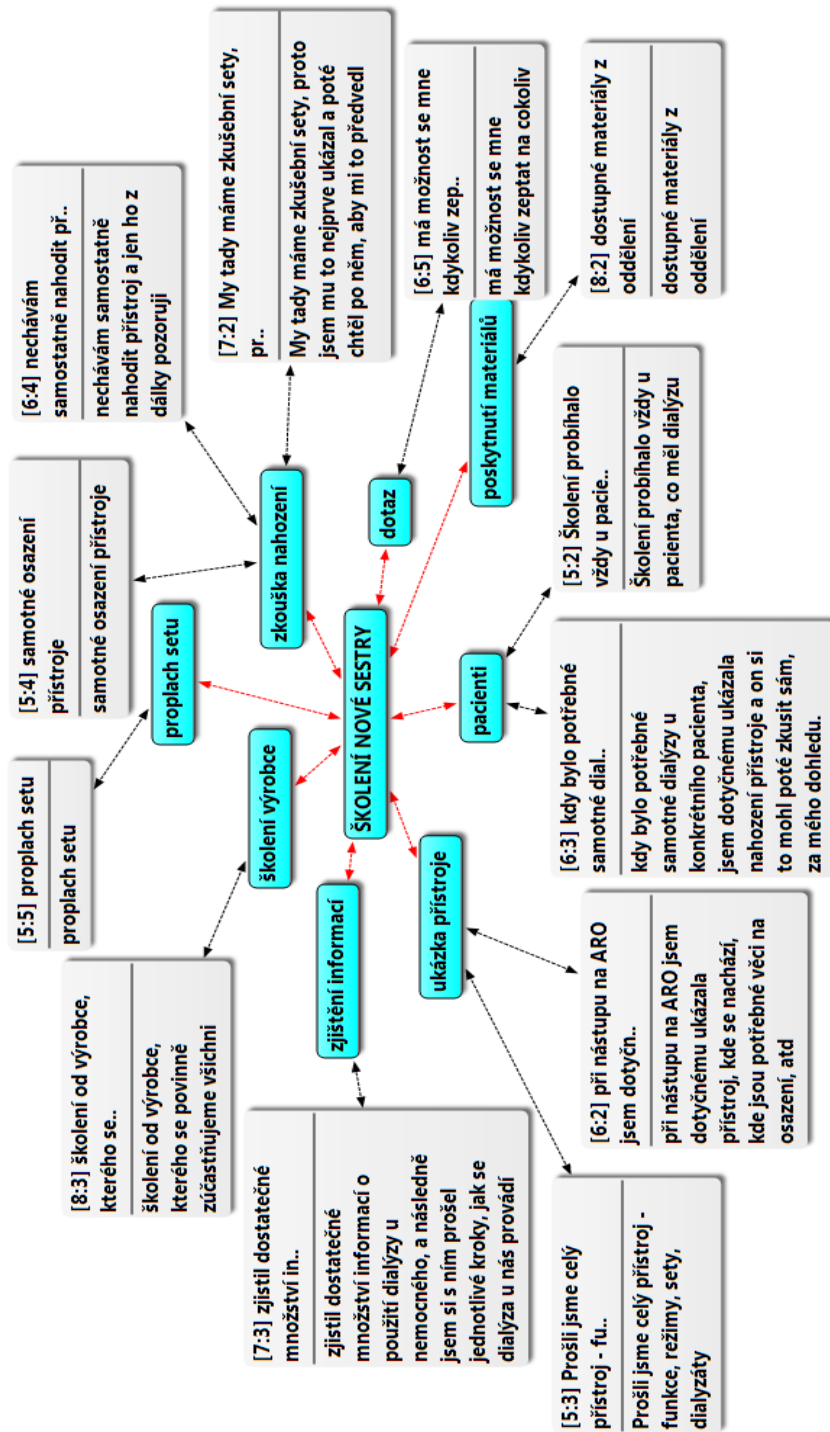 [8:3] školení od výrobce,
kterého se..
školení od výrobce,
kterého se povinně
zúčastňujeme všichni
[5:5] proplach setu
proplach setu
[5:4] samotné osazení
přístroje
samotné osazení přístroje
[6:4] nechávám
samostatně nahodit př..
nechávám samostatně
nahodit přístroj a jen ho z
dálky pozoruji
[7:2] My tady máme zkušební sety,
pr..
My tady máme zkušební sety, proto
jsem mu to nejprve ukázal a poté
chtěl po něm, aby mi to předvedl
[7:3] zjistil dostatečné
množství in..
zjistil dostatečné
množství informací o
použití dialýzy u
nemocného, a následně
jsem si s ním prošel
jednotlivé kroky, jak se
dialýza u nás provádí
proplach setu
školení výrobce
zkouška nahození
zjištění informací
ŠKOLENÍ NOVÉ SESTRY
dotaz
[6:5] má možnost se mne
kdykoliv zep..
má možnost se mne
kdykoliv zeptat na cokoliv
ukázka přístroje
pacienti
poskytnutí materiálů
[5:3] Prošli jsme celý
přístroj - fu..
Prošli jsme celý přístroj -
funkce, režimy, sety,
dialyzáty
[6:2] při nástupu na ARO
jsem dotyčn..
při nástupu na ARO jsem
dotyčnému ukázala
přístroj, kde se nachází,
kde jsou potřebné věci na
osazení, atd
[6:3] kdy bylo potřebné
samotné dial..
kdy bylo potřebné
samotné dialýzy u
konkrétního pacienta,
jsem dotyčnému ukázala
nahození přístroje a on si
to mohl poté zkusit sám,
za mého dohledu.
[5:2] Školení probíhalo
vždy u pacie..
Školení probíhalo vždy u
pacienta, co měl dialýzu
[8:2] dostupné materiály z
oddělení
dostupné materiály z
oddělení